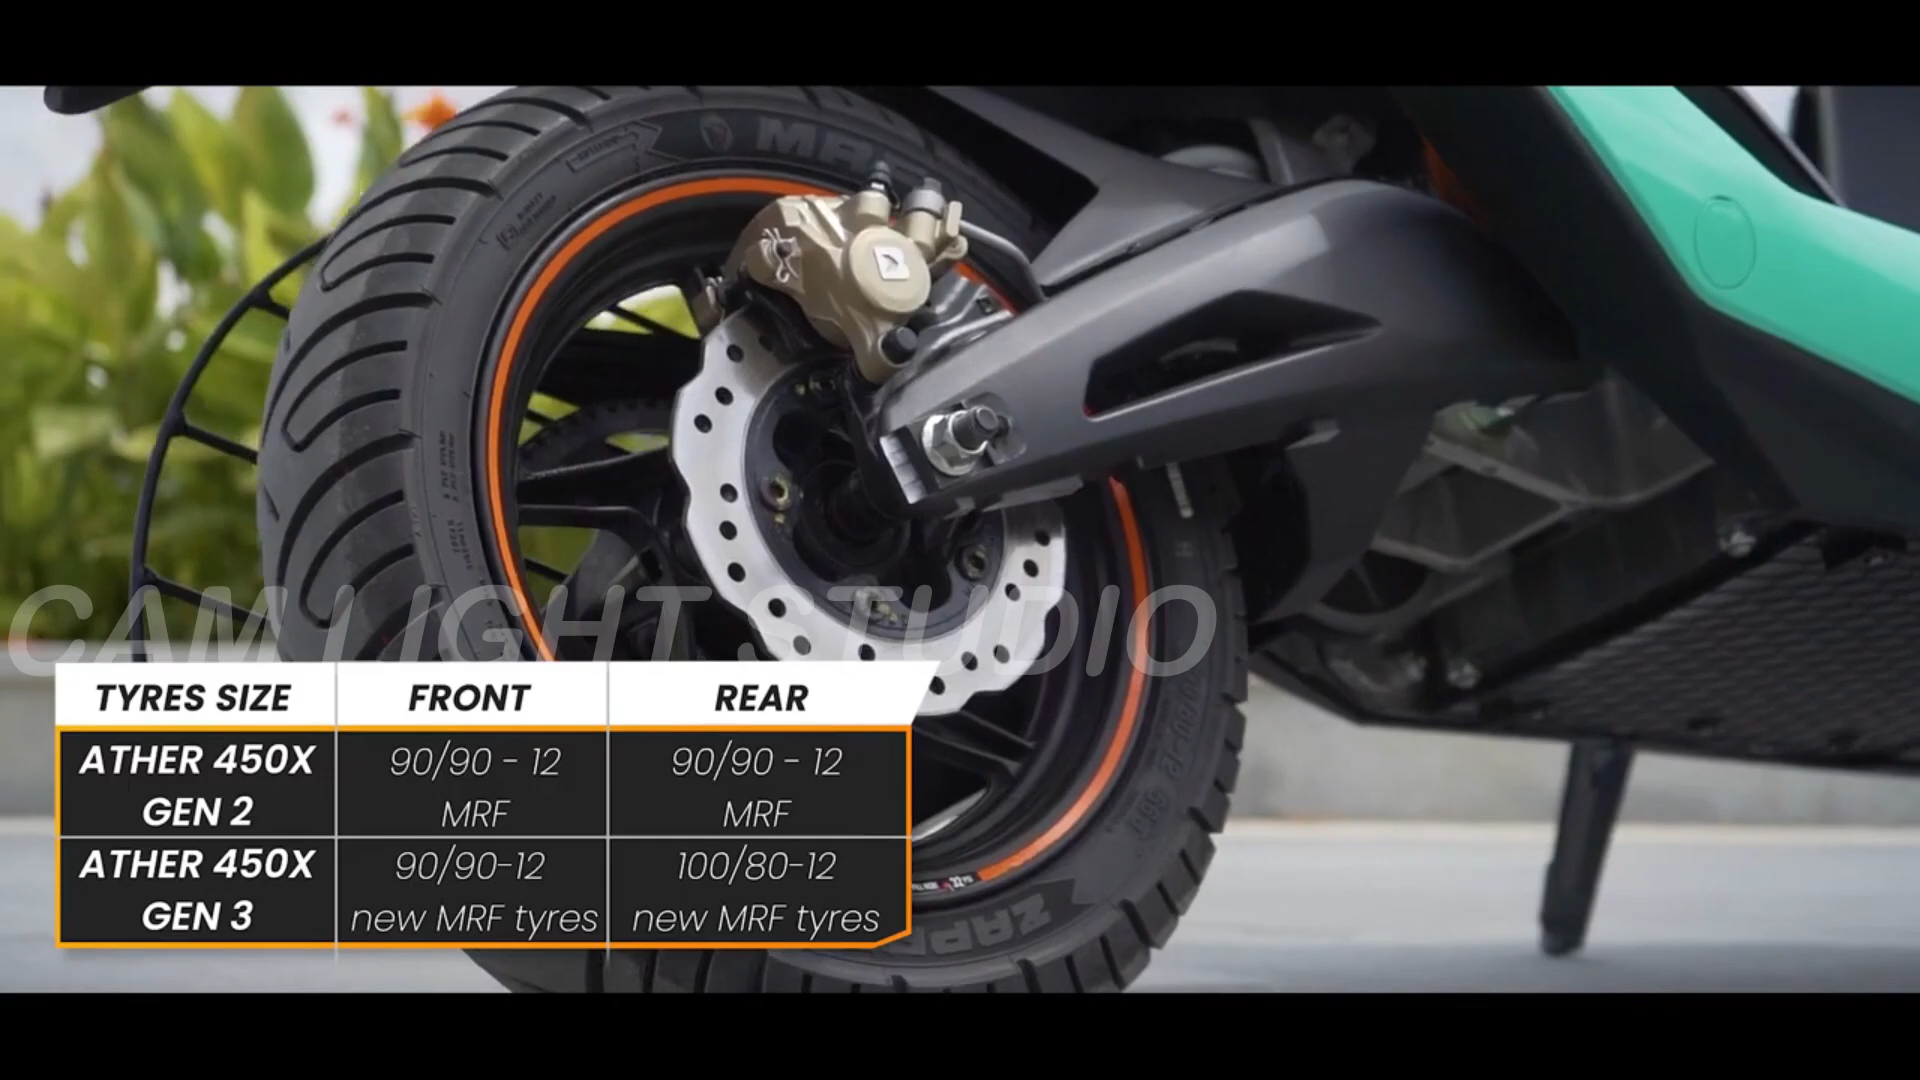 MRF
CAM LIGHT STUDIO
TYRES SIZE FRONT REAR
ATHER 450X 90/90 - 12 90/90 - 12
GEN 2 MRF MRF
ATHER 450X 90/90-12 100/80-12
GEN 3 new MRF tyres new MRF tyres